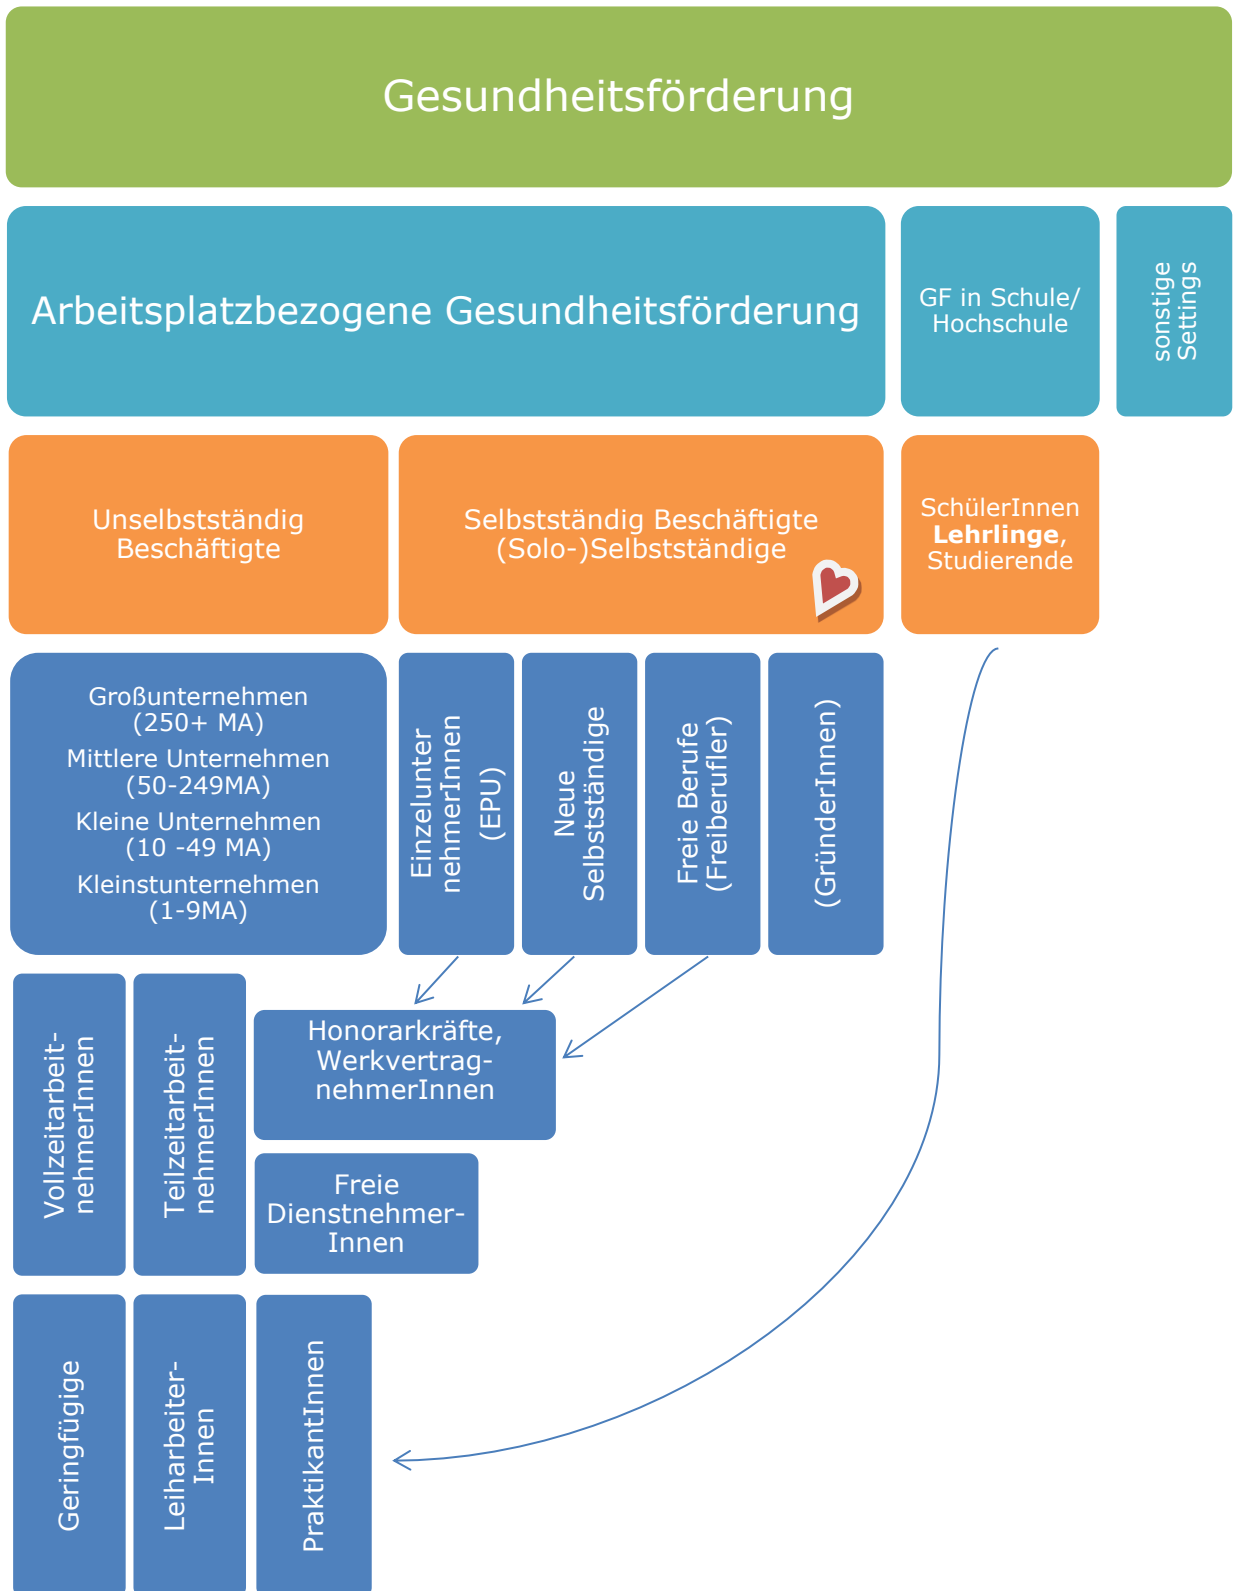 Gesundheitsförderung
Arbeitsplatzbezogene Gesundheitsförderung
GF in Schule/
Hochschule
sonstige
Settings
Unselbstständig
Beschäftigte
Selbstständig Beschäftigte
(Solo-)Selbstständige
SchülerInnen
Lehrlinge,
Studierende
Großunternehmen
(250+ MA)
Mittlere Unternehmen
(50-249MA)
Kleine Unternehmen
(10 -49 MA)
Kleinstunternehmen
(1-9MA)
Einzelunter
nehmerInnen
(EPU)
Neue
Selbstständige
Freie Berufe
(Freiberufler)
(GründerInnen)
Vollzeitarbeit-
nehmerInnen
Teilzeitarbeit-
nehmerInnen
Honorarkräfte,
Werkvertrag-
nehmerInnen
Freie
Dienstnehmer-
Innen
Geringfügige
Leiharbeiter-
Innen
PraktikantInnen